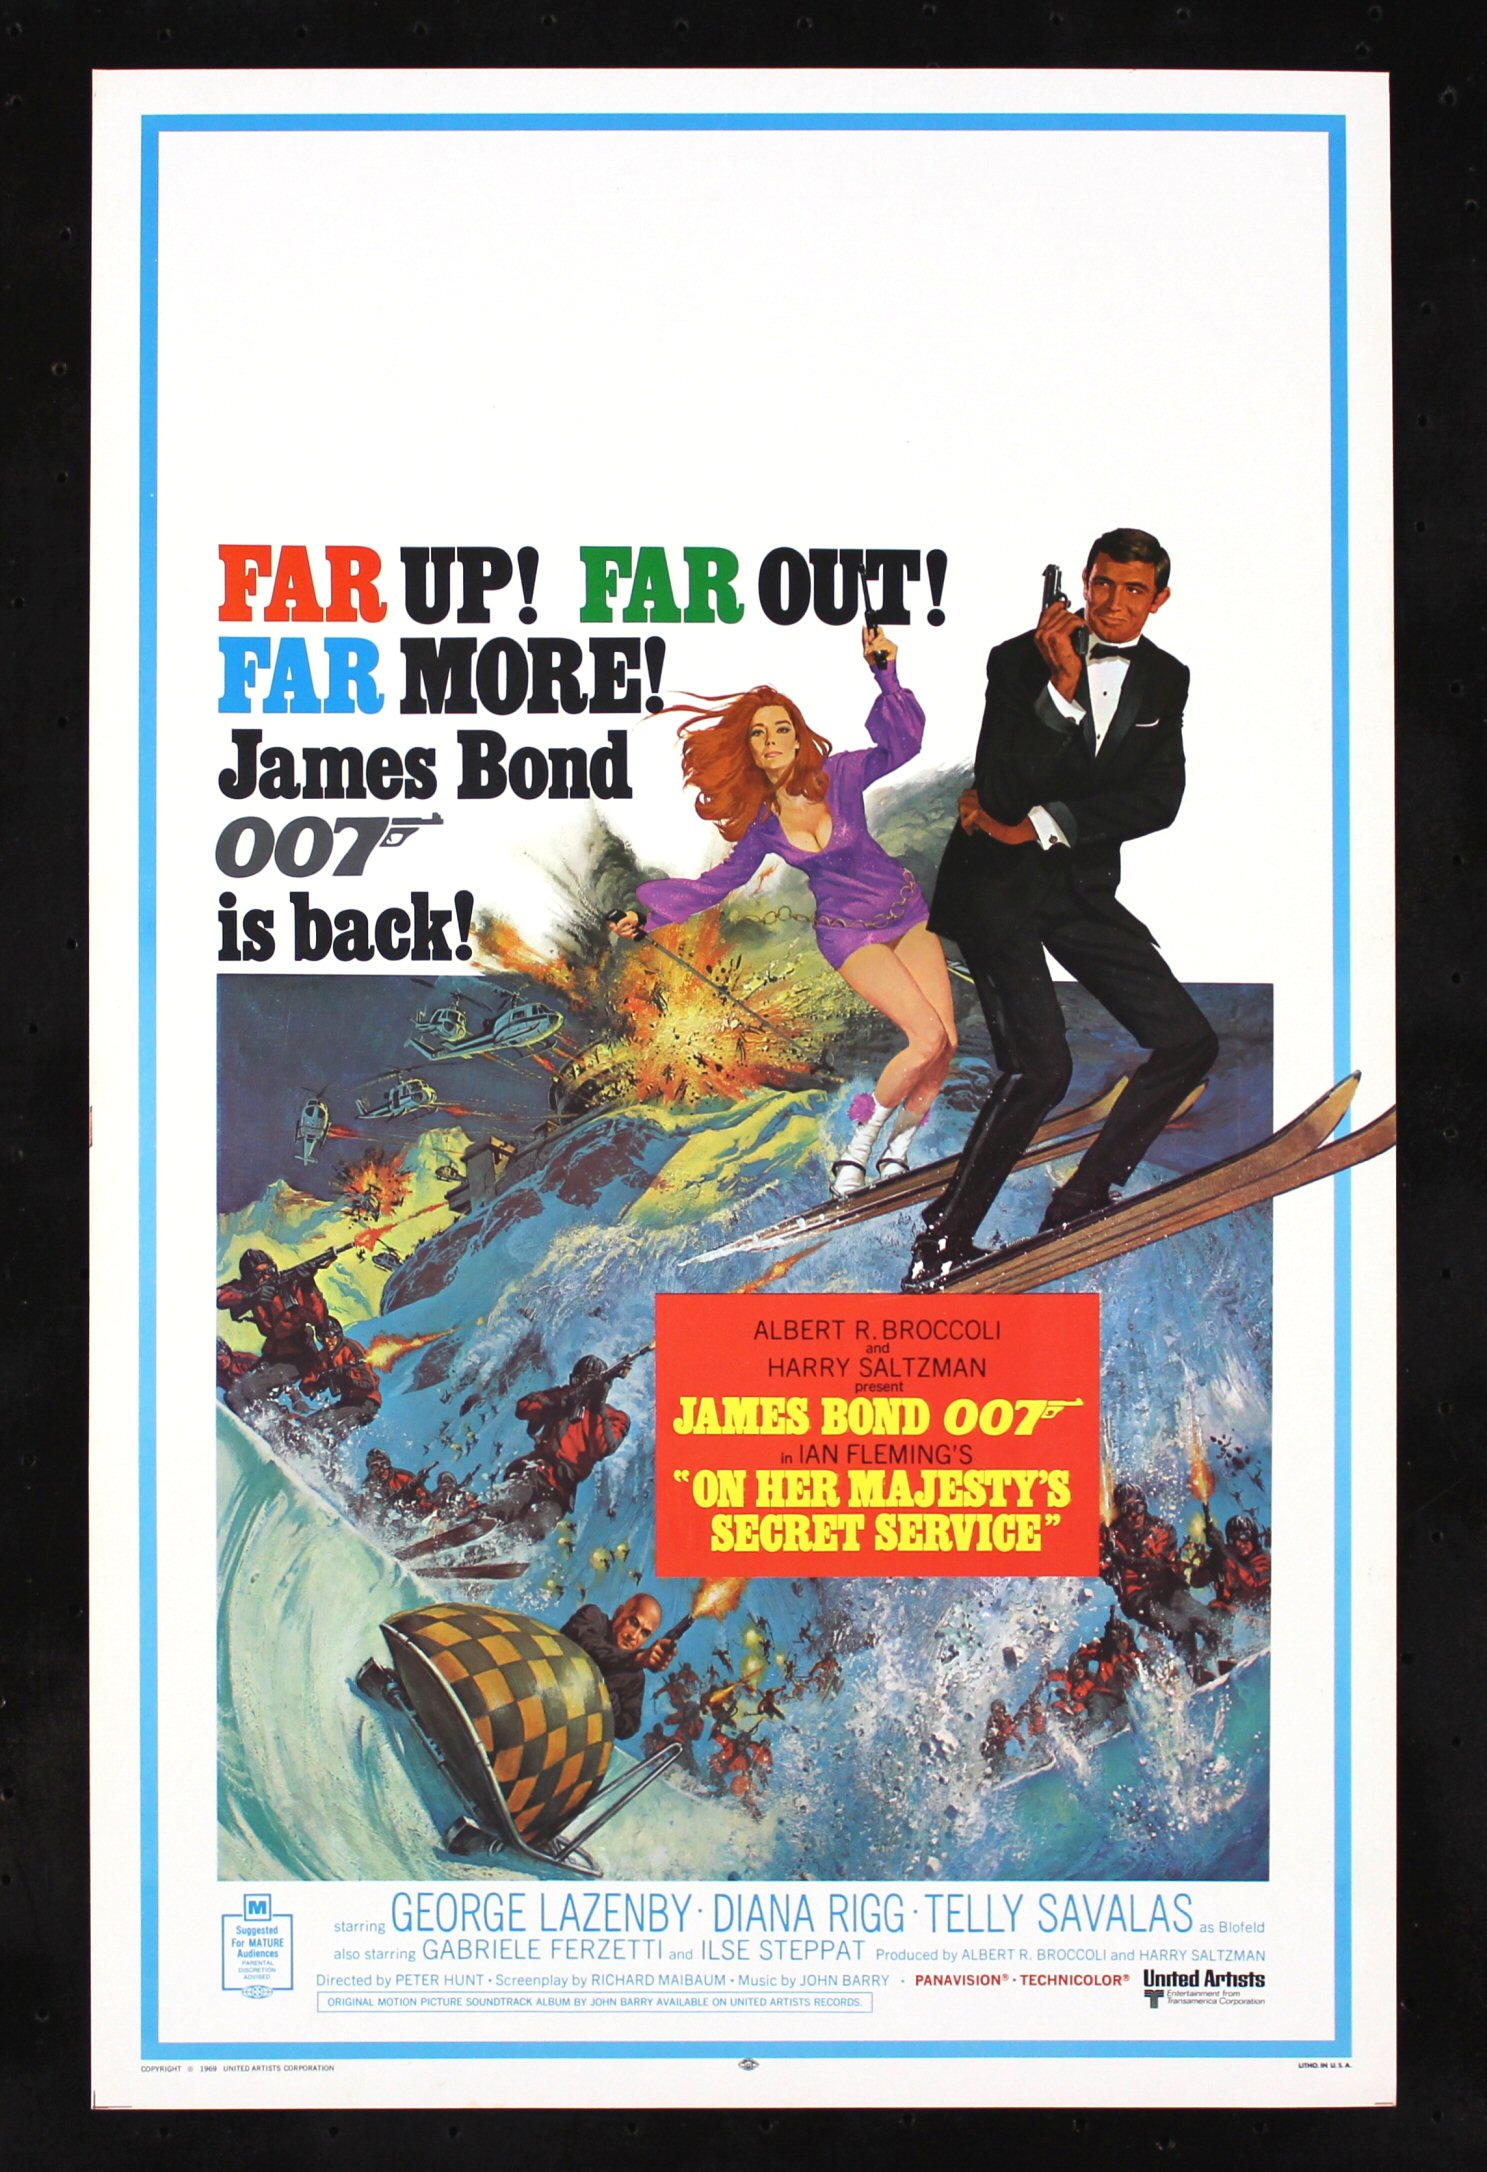 FAR UP! FAR OUT!
FAR MORE!
James Bond
007
is back!
ALBERT R. BROCCOLI
and
HARRY SALTZMAN
present
JAMES BOND 007
in IAN FLEMING'S
"ON HER MAJESTY'S
SECRET SERVICE"
M
Suggested
For MATURE
Audiences
PARENTAL
DISCRETION
ADVISED
starring GEORGE LAZENBY · DIANA RIGG · TELLY SAVALAS as Blofeld
also starring GABRIELE FERZETTI and ILSE STEPPAT Produced by ALBERT R. BROCCOLI and HARRY SALTZMAN
Directed by PETER HUNT · Screenplay by RICHARD MAIBAUM · Music by JOHN BARRY · PANAVISION® · TECHNICOLOR® United Artists
Entertainment from
Transamerica Corporation
ORIGINAL MOTION PICTURE SOUNDTRACK ALBUM BY JOHN BARRY AVAILABLE ON UNITED ARTISTS RECORDS.
COPYRIGHT © 1969 UNITED ARTISTS CORPORATION
LITHO. IN U.S.A.